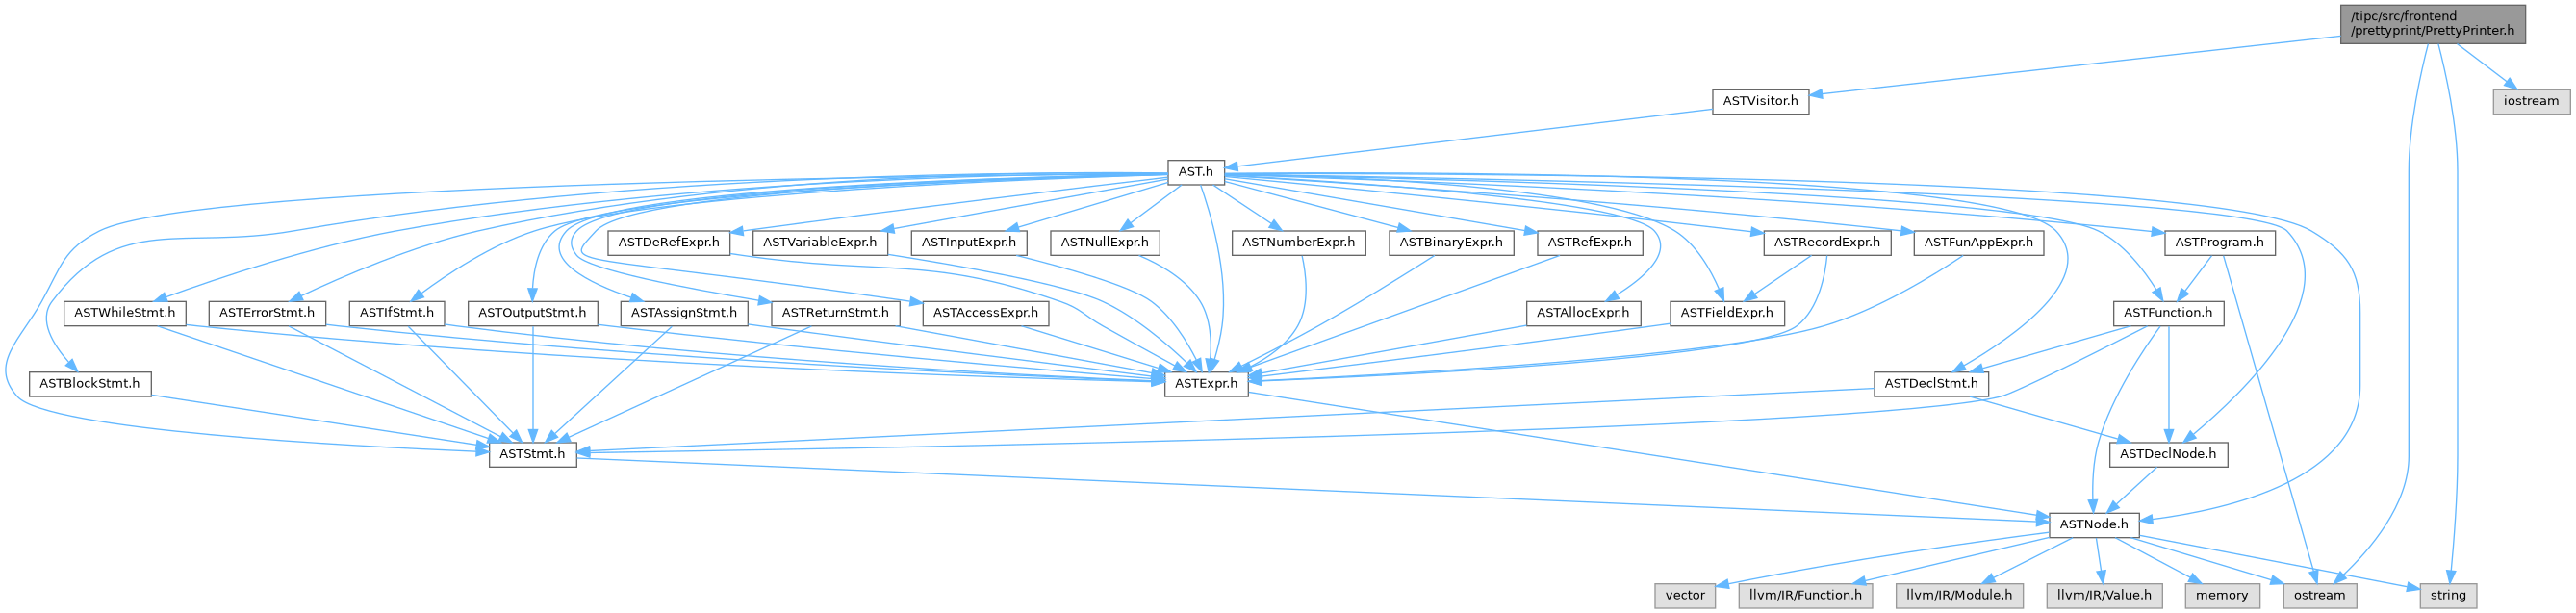 /tipc/src/frontend
/prettyprint/PrettyPrinter.h
ASTVisitor.h
iostream
AST.h
ASTDeRefExpr.h
ASTVariableExpr.h
ASTInputExpr.h
ASTNullExpr.h
ASTNumberExpr.h
ASTBinaryExpr.h
ASTRefExpr.h
ASTRecordExpr.h
ASTFunAppExpr.h
ASTProgram.h
ASTWhileStmt.h
ASTErrorStmt.h
ASTIfStmt.h
ASTOutputStmt.h
ASTAssignStmt.h
ASTReturnStmt.h
ASTAccessExpr.h
ASTAllocExpr.h
ASTFieldExpr.h
ASTFunction.h
ASTBlockStmt.h
ASTExpr.h
ASTDeclStmt.h
ASTStmt.h
ASTDeclNode.h
ASTNode.h
vector
llvm/IR/Function.h
llvm/IR/Module.h
llvm/IR/Value.h
memory
ostream
string